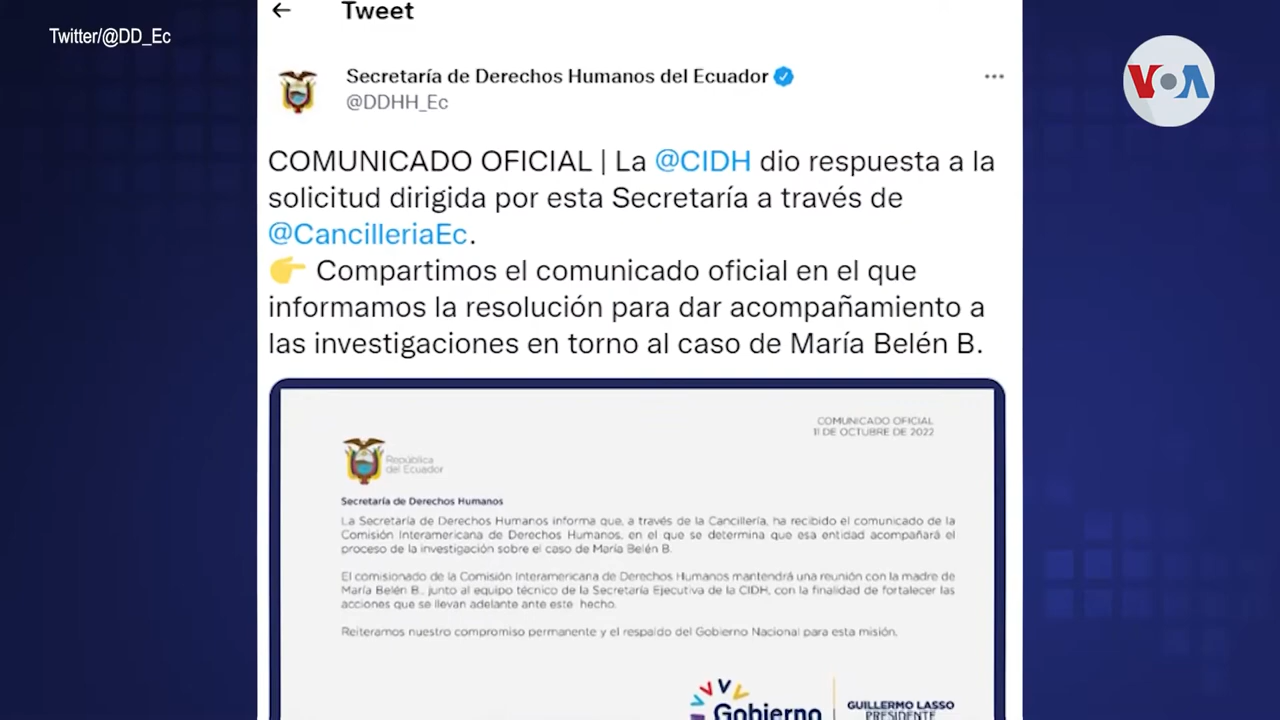 Twitter/@DD_Ec
← Tweet
VOA
Secretaría de Derechos Humanos del Ecuador
@DDHH_Ec
COMUNICADO OFICIAL | La @CIDH dio respuesta a la
solicitud dirigida por esta Secretaría a través de
@CancilleriaEc.
👉 Compartimos el comunicado oficial en el que
informamos la resolución para dar acompañamiento a
las investigaciones en torno al caso de María Belén B.
COMUNICADO OFICIAL
11 DE OCTUBRE DE 2022
República
del Ecuador
Secretaría de Derechos Humanos
La Secretaría de Derechos Humanos informa que, a través de la Cancillería, ha recibido el comunicado de la
Comisión Interamericana de Derechos Humanos, en el que se determina que esa entidad acompañará el
proceso de la investigación sobre el caso de María Belén B.
El comisionado de la Comisión Interamericana de Derechos Humanos mantendrá una reunión con la madre de
María Belén B., junto al equipo técnico de la Secretaría Ejecutiva de la CIDH, con la finalidad de fortalecer las
acciones que se llevan adelante ante este hecho.
Reiteramos nuestro compromiso permanente y el respaldo del Gobierno Nacional para esta misión.
Gobierno
GUILLERMO LASSO
PRESIDENTE